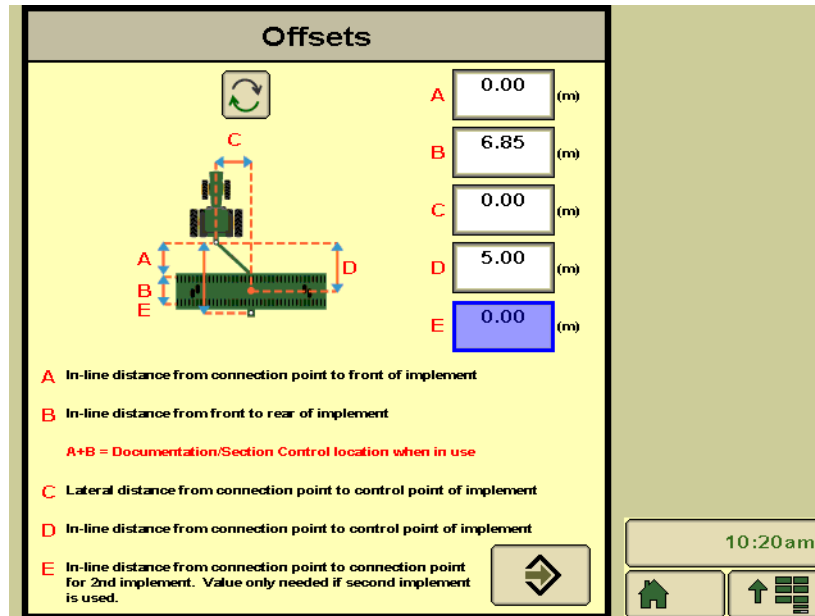 Offsets
A 0.00 (m)
B 6.85 (m)
C 0.00 (m)
D 5.00 (m)
E 0.00 (m)
C
A
D
B
E
A In-line distance from connection point to front of implement
B In-line distance from front to rear of implement
A+B = Documentation/Section Control location when in use
C Lateral distance from connection point to control point of implement
D In-line distance from connection point to control point of implement
E In-line distance from connection point to connection point
for 2nd implement. Value only needed if second implement
is used.
10:20am